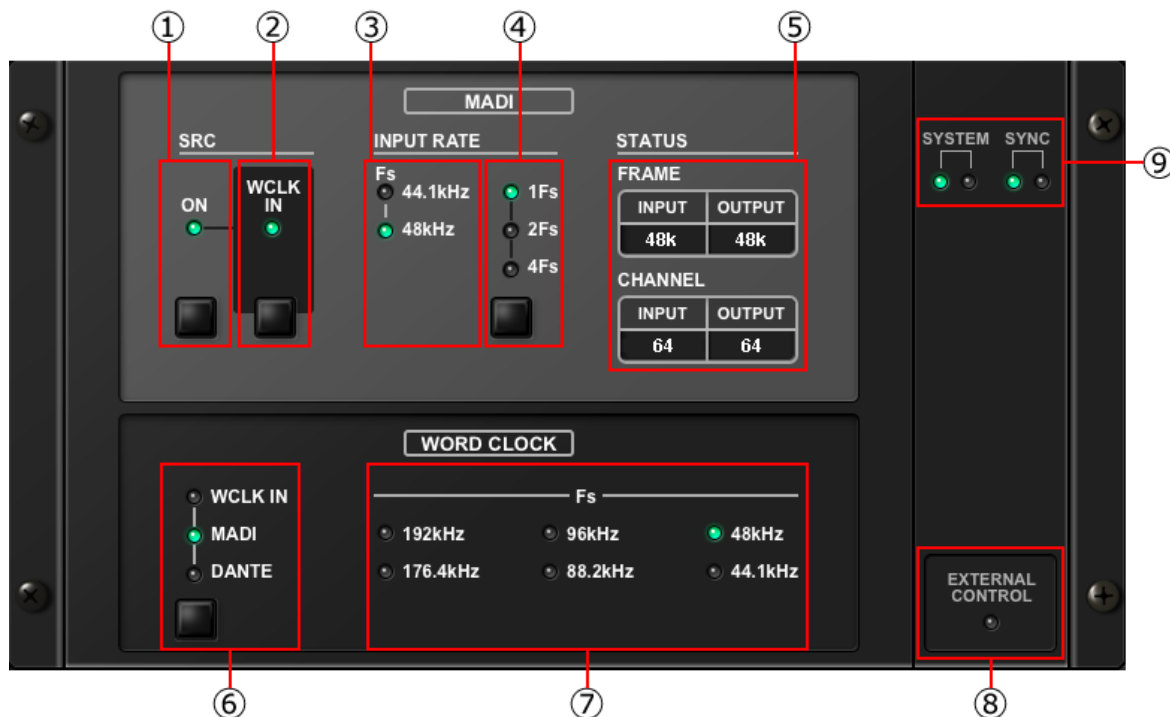 ① ② ③ ④ ⑤
MADI
SRC
INPUT RATE
STATUS
SYSTEM SYNC
⑨
ON
WCLK
IN
Fs
44.1kHz
48kHz
1Fs
2Fs
4Fs
FRAME
INPUT OUTPUT
48k 48k
CHANNEL
INPUT OUTPUT
64 64
WORD CLOCK
WCLK IN
MADI
DANTE
Fs
192kHz 96kHz 48kHz
176.4kHz 88.2kHz 44.1kHz
EXTERNAL
CONTROL
⑥ ⑦ ⑧